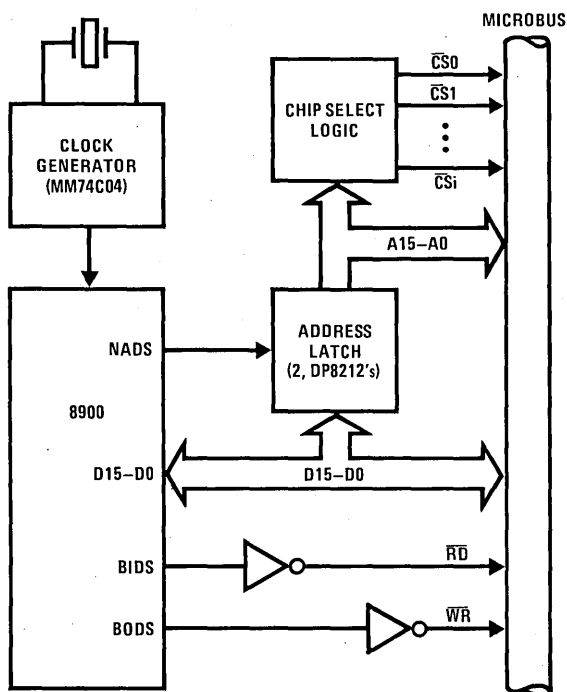 MICROBUS
CS0
CHIP SELECT
LOGIC
CS1
CSi
CLOCK
GENERATOR
(MM74C04)
A15–A0
NADS
ADDRESS
LATCH
(2, DP8212's)
8900
D15–D0
D15–D0
BIDS
RD
BODS
WR